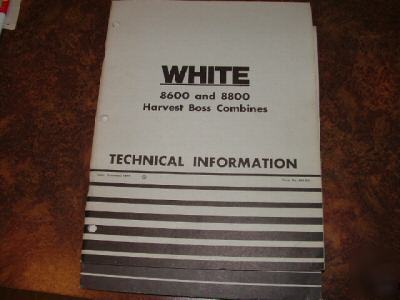 WHITE
8600 and 8800
Harvest Boss Combines
TECHNICAL INFORMATION